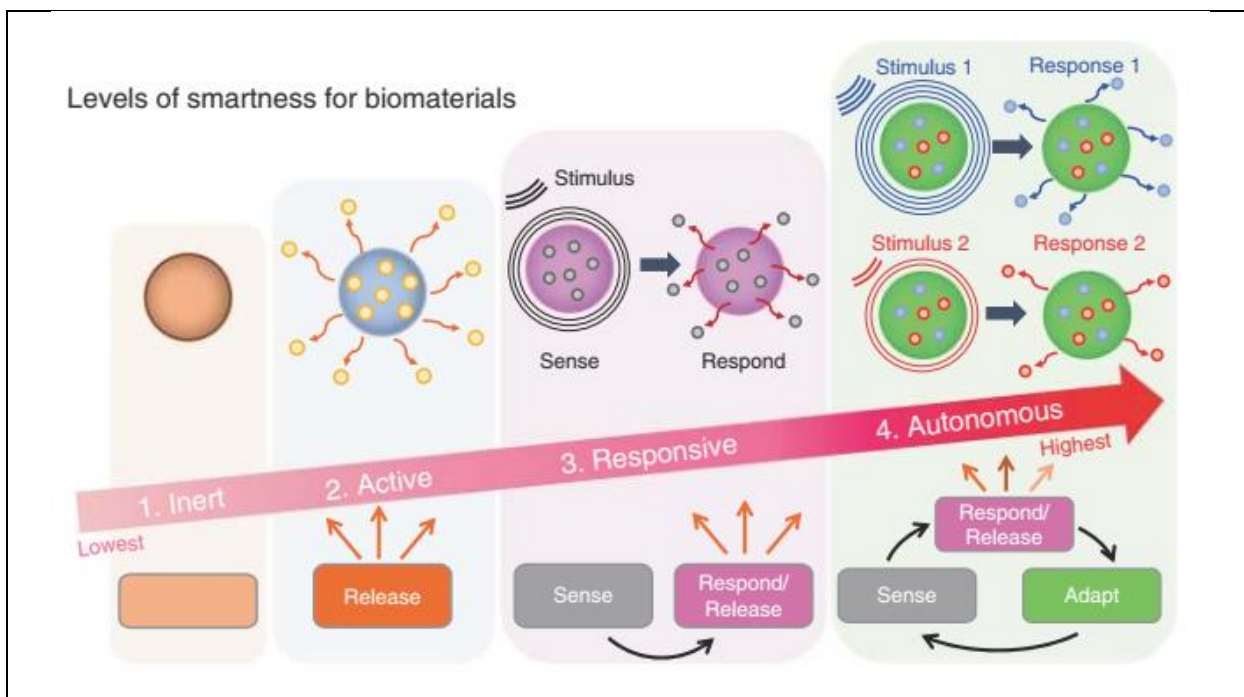 Levels of smartness for biomaterials
Stimulus
Sense
Respond
Stimulus 1
Response 1
Stimulus 2
Response 2
1. Inert
2. Active
3. Responsive
4. Autonomous
Lowest
Highest
Release
Sense
Respond/
Release
Sense
Respond/
Release
Adapt